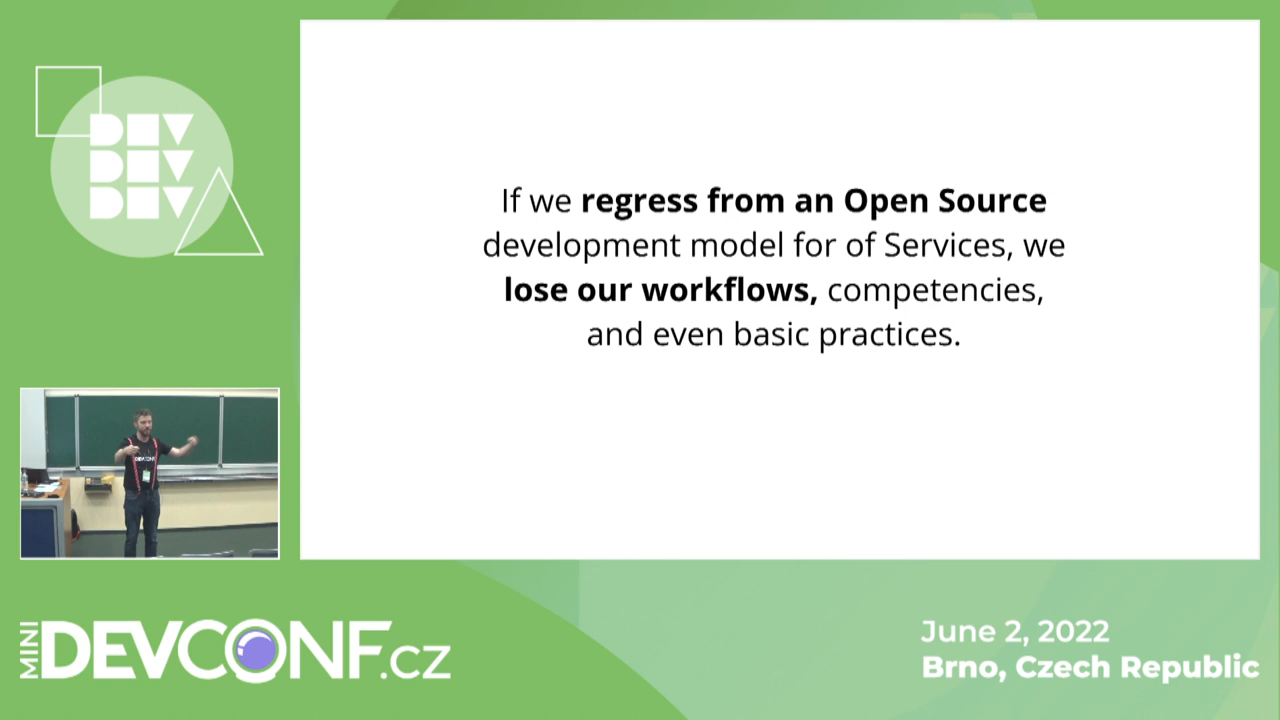 DEV
DEV
DEV
If we regress from an Open Source
development model for of Services, we
lose our workflows, competencies,
and even basic practices.
MINI
DEVCONF.CZ
June 2, 2022
Brno, Czech Republic